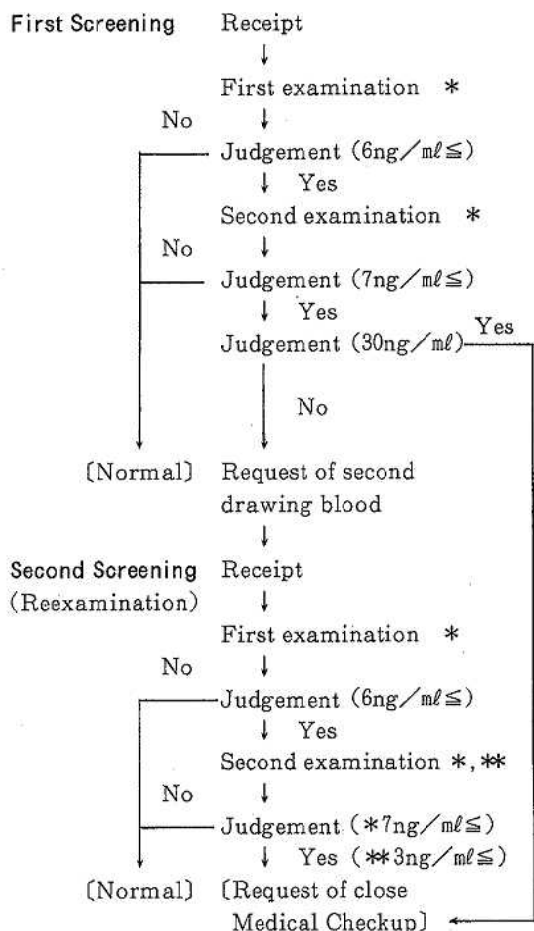 First Screening Receipt
↓
First examination *
No ↓
Judgement (6ng/mℓ≦)
↓ Yes
Second examination *
No ↓
Judgement (7ng/mℓ≦)
↓ Yes
Judgement (30ng/mℓ) Yes
No
[Normal] Request of second
drawing blood
↓
Second Screening Receipt
(Reexamination) ↓
First examination *
No ↓
Judgement (6ng/mℓ≦)
↓ Yes
Second examination *, **
No ↓
Judgement (*7ng/mℓ≦)
↓ Yes (**3ng/mℓ≦)
[Normal] [Request of close
Medical Checkup]